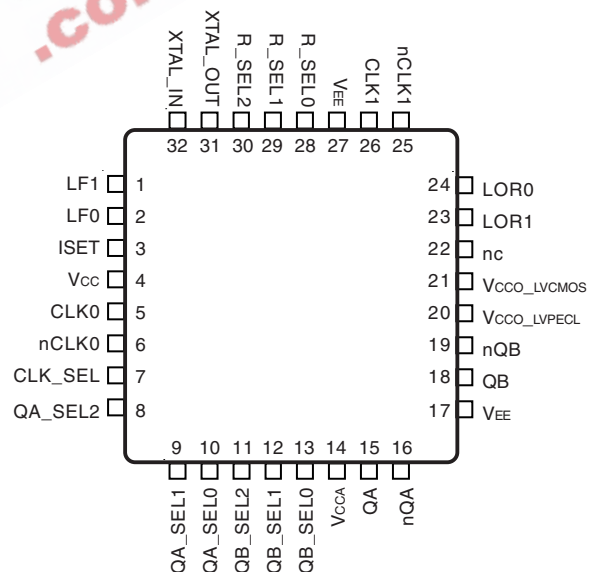 .co
XTAL_IN
XTAL_OUT
R_SEL2
R_SEL1
R_SEL0
VEE
CLK1
nCLK1
32 31 30 29 28 27 26 25
LF1 1
LF0 2
ISET 3
VCC 4
CLK0 5
nCLK0 6
CLK_SEL 7
QA_SEL2 8
24 LOR0
23 LOR1
22 nc
21 VCCO_LVCMOS
20 VCCO_LVPECL
19 nQB
18 QB
17 VEE
9 10 11 12 13 14 15 16
QA_SEL1
QA_SEL0
QB_SEL2
QB_SEL1
QB_SEL0
VCCA
QA
nQA